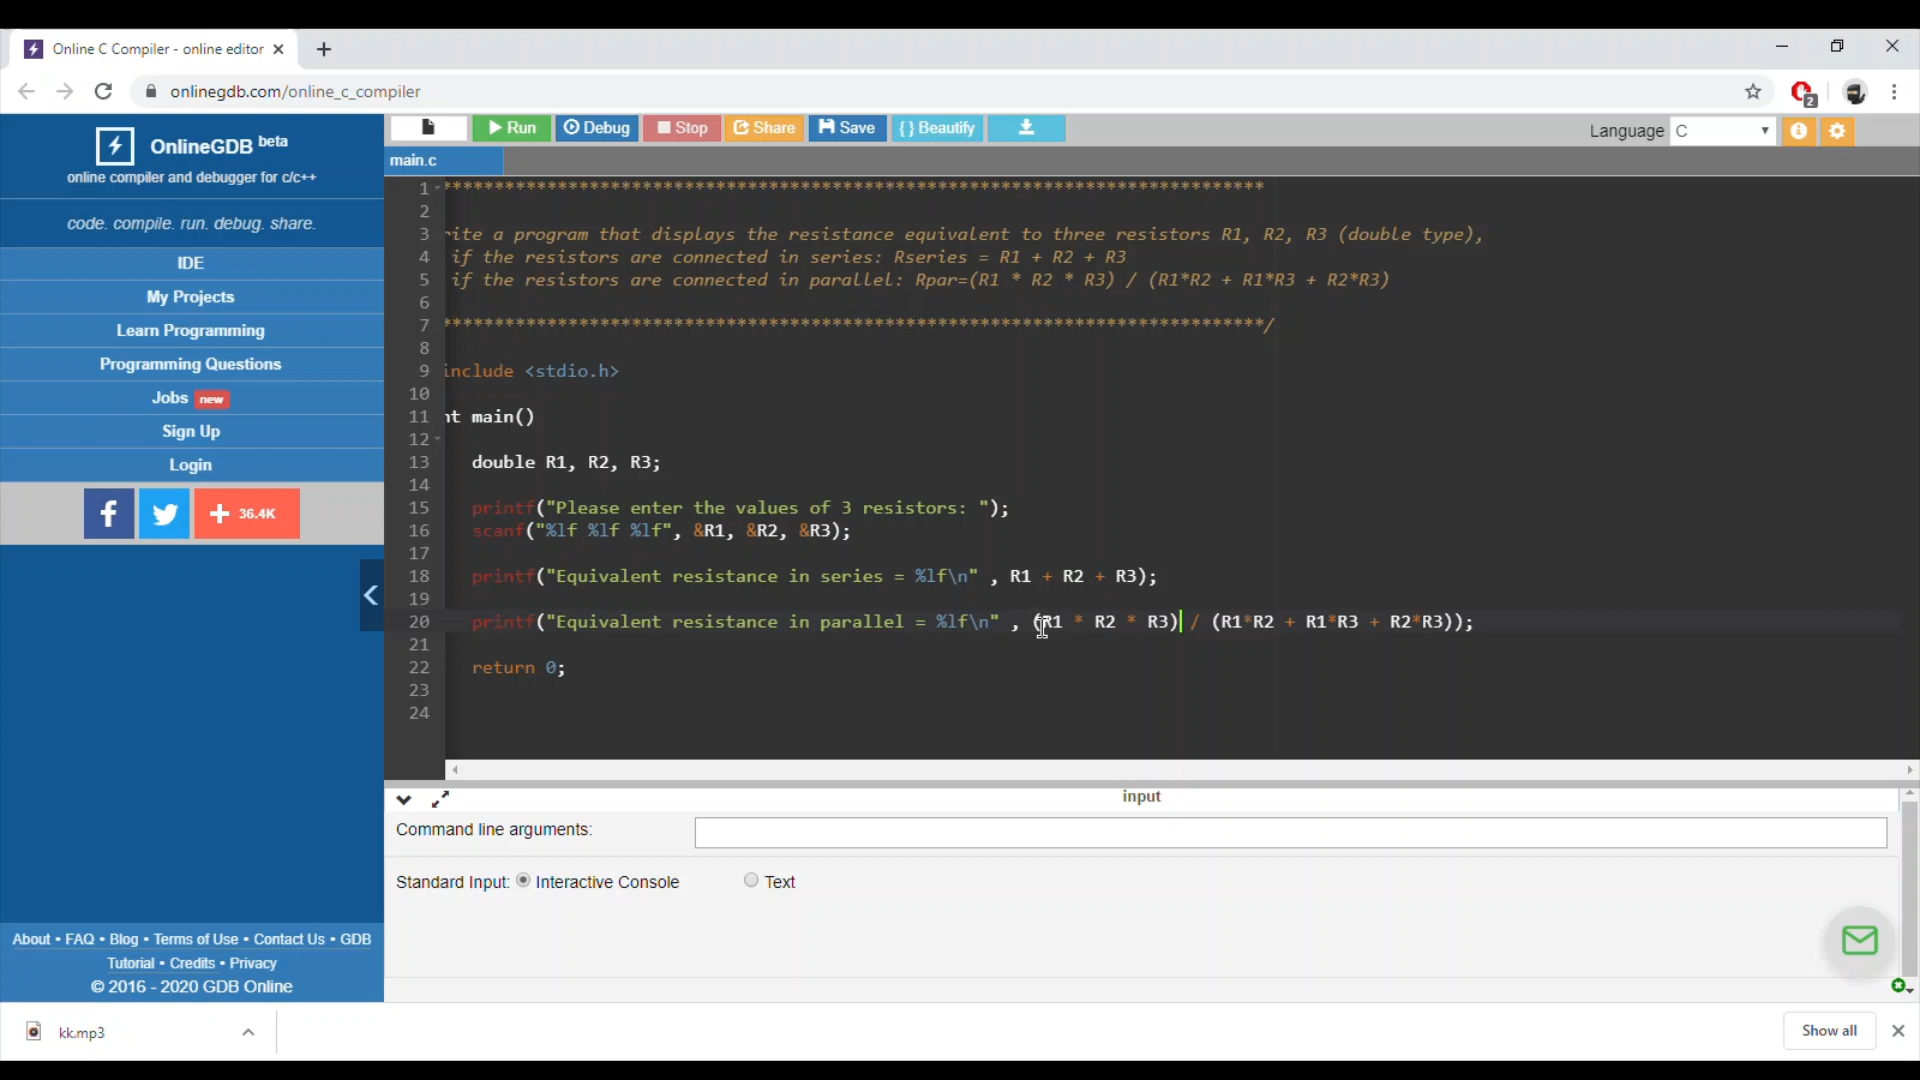 Online C Compiler - online editor
onlinegdb.com/online_c_compiler
2
OnlineGDB beta
online compiler and debugger for c/c++
code. compile. run. debug. share.
IDE
My Projects
Learn Programming
Programming Questions
Jobs new
Sign Up
Login
36.4K
About • FAQ • Blog • Terms of Use • Contact Us • GDB
Tutorial • Credits • Privacy
© 2016 - 2020 GDB Online
Run Debug Stop Share Save { } Beautify
Language C
main.c
1 **********************************************************************************
2
3 rite a program that displays the resistance equivalent to three resistors R1, R2, R3 (double type),
4 if the resistors are connected in series: Rseries = R1 + R2 + R3
5 if the resistors are connected in parallel: Rpar=(R1 * R2 * R3) / (R1*R2 + R1*R3 + R2*R3)
6
7 **********************************************************************************/
8
9 include <stdio.h>
10
11 nt main()
12
13 double R1, R2, R3;
14
15 printf("Please enter the values of 3 resistors: ");
16 scanf("%lf %lf %lf", &R1, &R2, &R3);
17
18 printf("Equivalent resistance in series = %lf\n" , R1 + R2 + R3);
19
20 printf("Equivalent resistance in parallel = %lf\n" , (R1 * R2 * R3) / (R1*R2 + R1*R3 + R2*R3));
21
22 return 0;
23
24
input
Command line arguments:
Standard Input: Interactive Console Text
kk.mp3
Show all